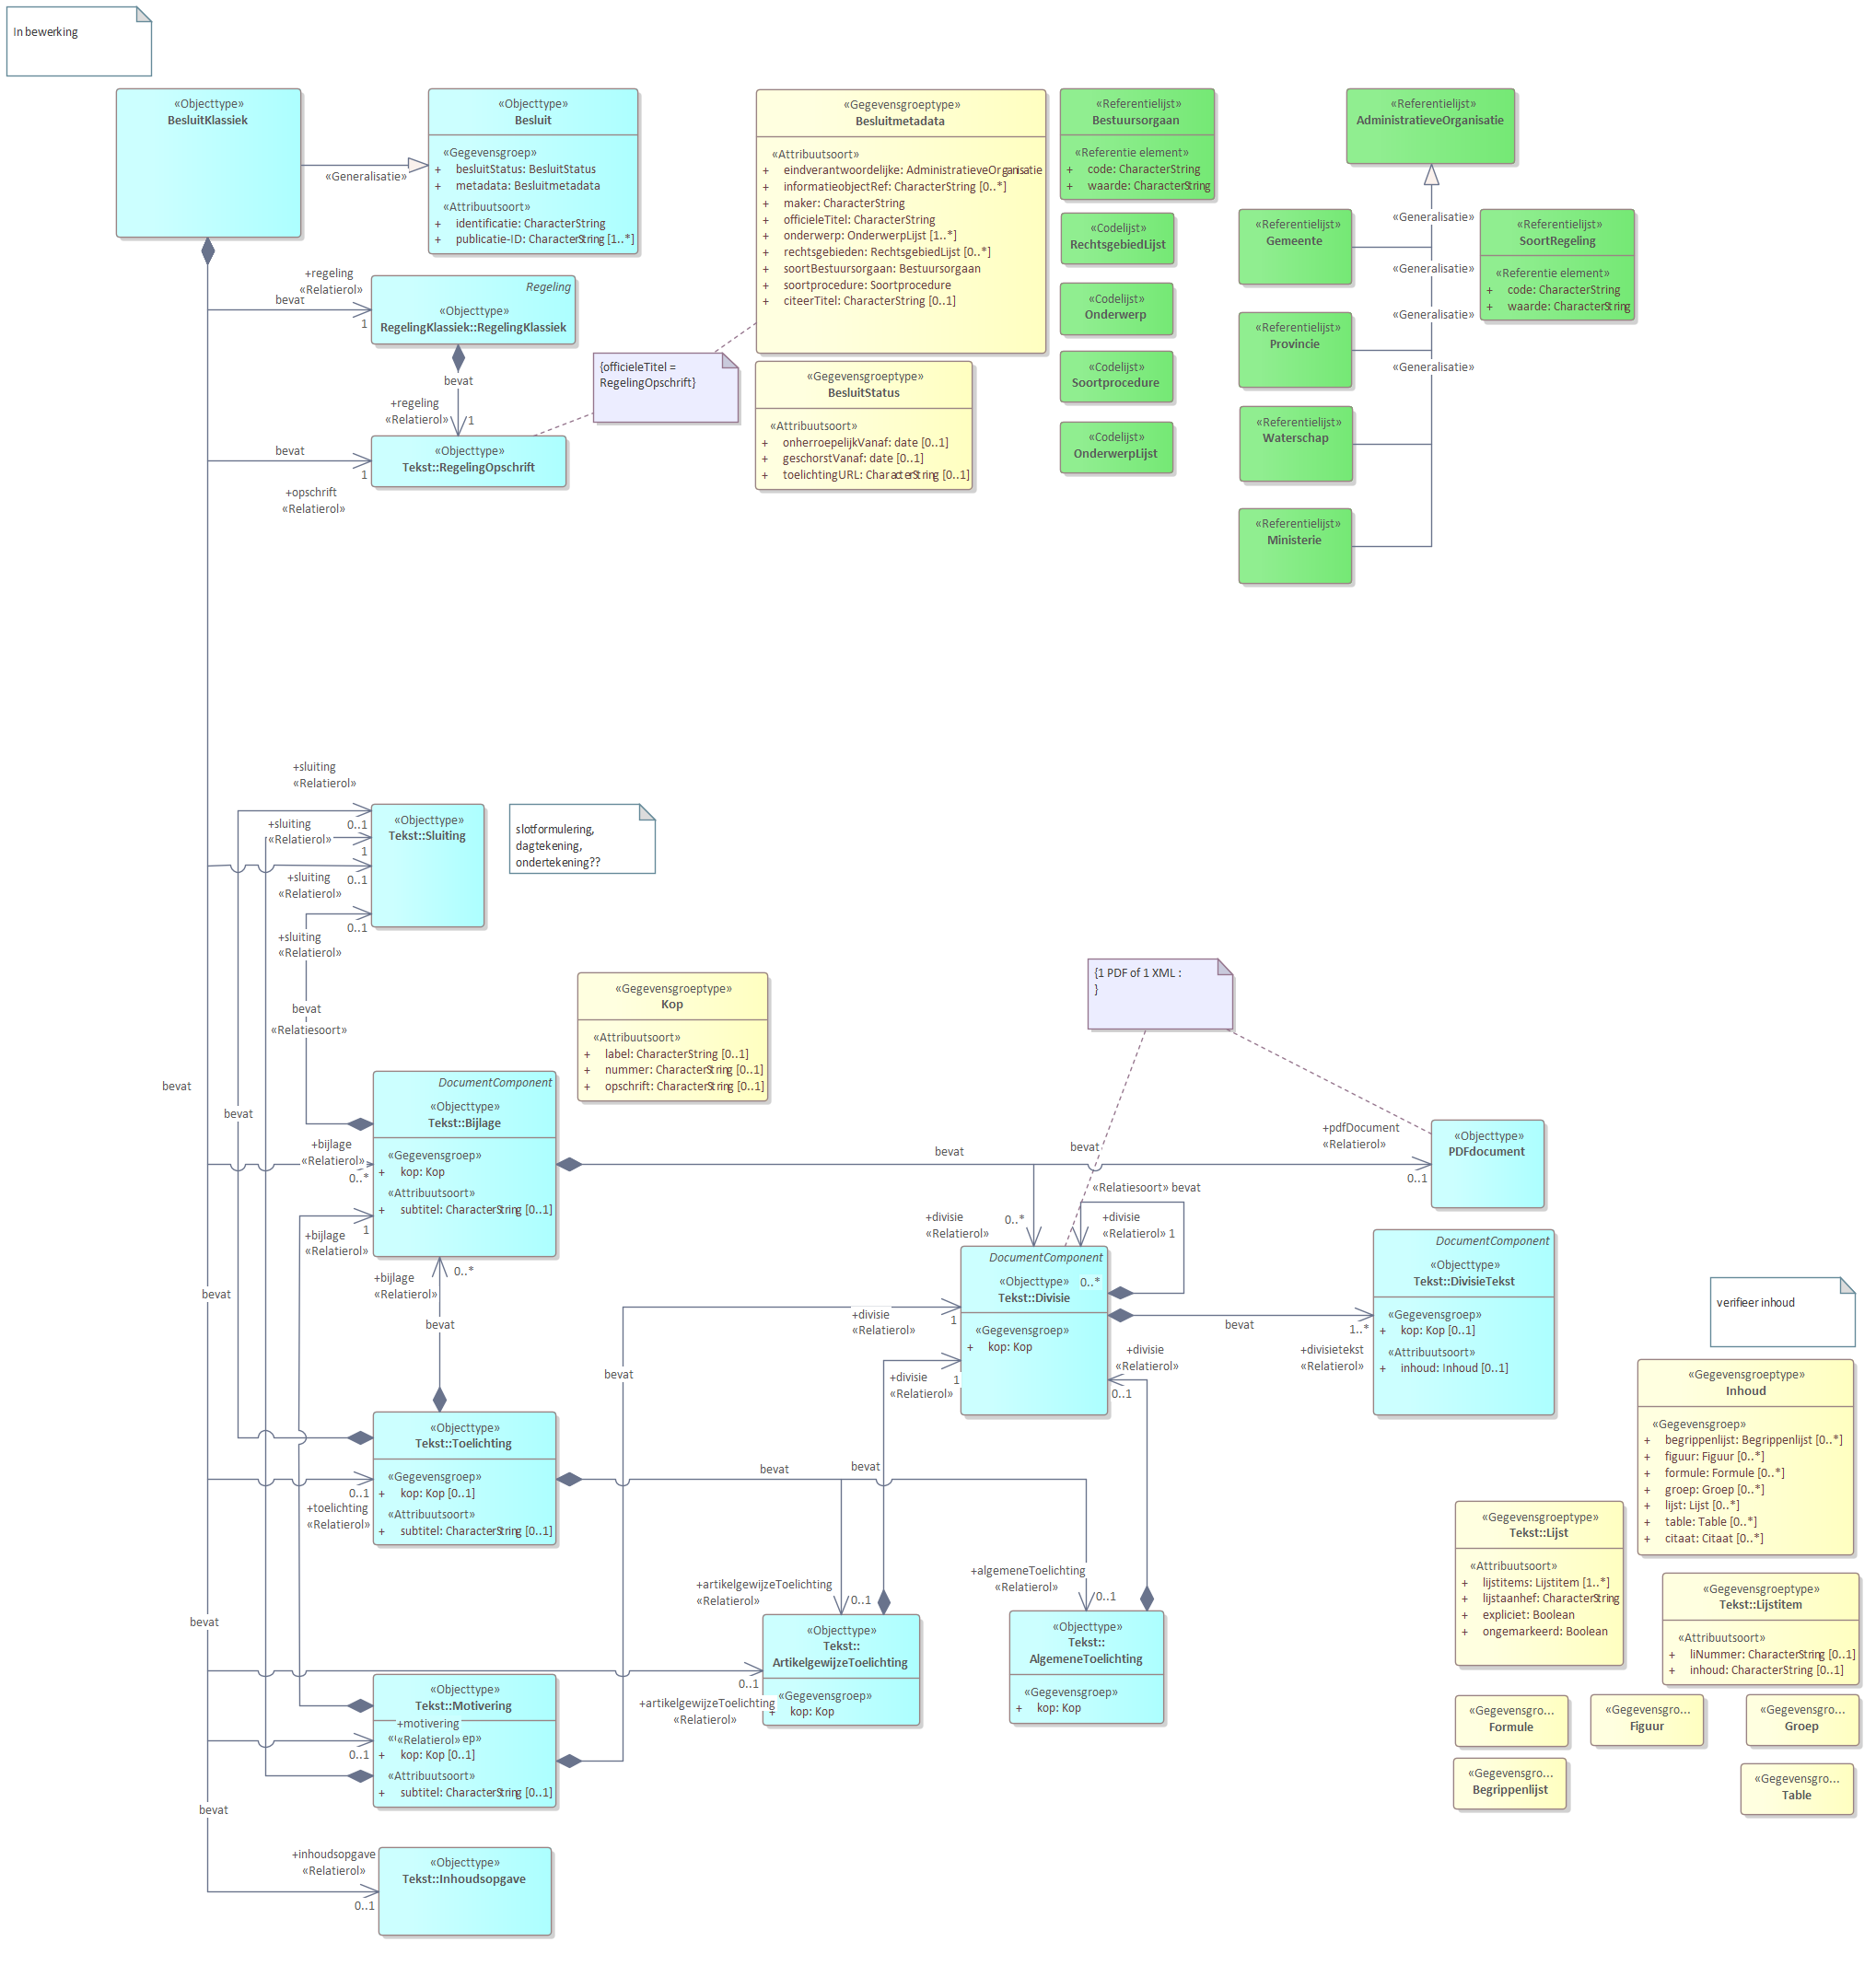 In bewerking
«Objecttype»
BesluitKlassiek
«Generalisatie»
«Objecttype»
Besluit
«Gegevensgroep»
+ besluitStatus: BesluitStatus
+ metadata: Besluitmetadata
«Attribuutsoort»
+ identificatie: CharacterString
+ publicatie-ID: CharacterString [1..*]
«Gegevensgroeptype»
Besluitmetadata
«Attribuutsoort»
+ eindverantwoordelijke: AdministratieveOrganisatie
+ informatieobjectRef: CharacterString [0..*]
+ maker: CharacterString
+ officieleTitel: CharacterString
+ onderwerp: OnderwerpLijst [1..*]
+ rechtsgebieden: RechtsgebiedLijst [0..*]
+ soortBestuursorgaan: Bestuursorgaan
+ soortprocedure: Soortprocedure
+ citeerTitel: CharacterString [0..1]
«Referentielijst»
Bestuursorgaan
«Referentie element»
+ code: CharacterString
+ waarde: CharacterString
«Codelijst»
RechtsgebiedLijst
«Codelijst»
Onderwerp
«Codelijst»
Soortprocedure
«Codelijst»
OnderwerpLijst
«Referentielijst»
AdministratieveOrganisatie
«Generalisatie»
«Generalisatie»
«Generalisatie»
«Generalisatie»
«Referentielijst»
Gemeente
«Referentielijst»
Provincie
«Referentielijst»
Waterschap
«Referentielijst»
Ministerie
«Referentielijst»
SoortRegeling
«Referentie element»
+ code: CharacterString
+ waarde: CharacterString
+regeling
«Relatierol»
bevat
1
Regeling
«Objecttype»
RegelingKlassiek::RegelingKlassiek
bevat
+regeling
«Relatierol»
1
{officieleTitel =
RegelingOpschrift}
«Gegevensgroeptype»
BesluitStatus
«Attribuutsoort»
+ onherroepelijkVanaf: date [0..1]
+ geschorstVanaf: date [0..1]
+ toelichtingURL: CharacterString [0..1]
bevat
1
«Objecttype»
Tekst::RegelingOpschrift
+opschrift
«Relatierol»
+sluiting
«Relatierol»
0..1
+sluiting
«Relatierol»
1
+sluiting
«Relatierol»
0..1
+sluiting
«Relatierol»
0..1
«Objecttype»
Tekst::Sluiting
slotformulering,
dagtekening,
ondertekening??
bevat
«Relatiesoort»
«Gegevensgroeptype»
Kop
«Attribuutsoort»
+ label: CharacterString [0..1]
+ nummer: CharacterString [0..1]
+ opschrift: CharacterString [0..1]
{1 PDF of 1 XML :
}
bevat
bevat
DocumentComponent
«Objecttype»
Tekst::Bijlage
«Gegevensgroep»
+ kop: Kop
«Attribuutsoort»
+ subtitel: CharacterString [0..1]
+bijlage
«Relatierol»
0..*
+bijlage
«Relatierol»
1
+bijlage
«Relatierol»
0..*
bevat
bevat
bevat
bevat
+pdfDocument
«Relatierol»
0..1
«Objecttype»
PDFdocument
«Relatiesoort» bevat
+divisie
«Relatierol»
0..*
+divisie
«Relatierol» 1
DocumentComponent
«Objecttype» 0..*
Tekst::Divisie
«Gegevensgroep»
+ kop: Kop
+divisie
«Relatierol»
1
+divisie
«Relatierol»
1
+divisie
«Relatierol»
0..1
bevat
+divisietekst
«Relatierol»
1..*
DocumentComponent
«Objecttype»
Tekst::DivisieTekst
«Gegevensgroep»
+ kop: Kop [0..1]
«Attribuutsoort»
+ inhoud: Inhoud [0..1]
verifieer inhoud
«Gegevensgroeptype»
Inhoud
«Gegevensgroep»
+ begrippenlijst: Begrippenlijst [0..*]
+ figuur: Figuur [0..*]
+ formule: Formule [0..*]
+ groep: Groep [0..*]
+ lijst: Lijst [0..*]
+ table: Table [0..*]
+ citaat: Citaat [0..*]
bevat
«Objecttype»
Tekst::Toelichting
«Gegevensgroep»
+ kop: Kop [0..1]
«Attribuutsoort»
+ subtitel: CharacterString [0..1]
0..1
+toelichting
«Relatierol»
bevat
bevat
«Gegevensgroeptype»
Tekst::Lijst
«Attribuutsoort»
+ lijstitems: Lijstitem [1..*]
+ lijstaanhef: CharacterString
+ expliciet: Boolean
+ ongemarkeerd: Boolean
«Gegevensgroeptype»
Tekst::Lijstitem
«Attribuutsoort»
+ liNummer: CharacterString [0..1]
+ inhoud: CharacterString [0..1]
+artikelgewijzeToelichting
«Relatierol»
0..1
+algemeneToelichting
«Relatierol»
0..1
bevat
«Objecttype»
Tekst::
ArtikelgewijzeToelichting
«Gegevensgroep»
+ kop: Kop
0..1
+artikelgewijzeToelichting
«Relatierol»
«Objecttype»
Tekst::
AlgemeneToelichting
«Gegevensgroep»
+ kop: Kop
«Objecttype»
Tekst::Motivering
+motivering
«Relatierol»
0..1
+ kop: Kop [0..1]
«Attribuutsoort»
+ subtitel: CharacterString [0..1]
«Gegevensgro...
Formule
«Gegevensgro...
Figuur
«Gegevensgro...
Groep
«Gegevensgro...
Begrippenlijst
«Gegevensgro...
Table
bevat
+inhoudsopgave
«Relatierol»
0..1
«Objecttype»
Tekst::Inhoudsopgave